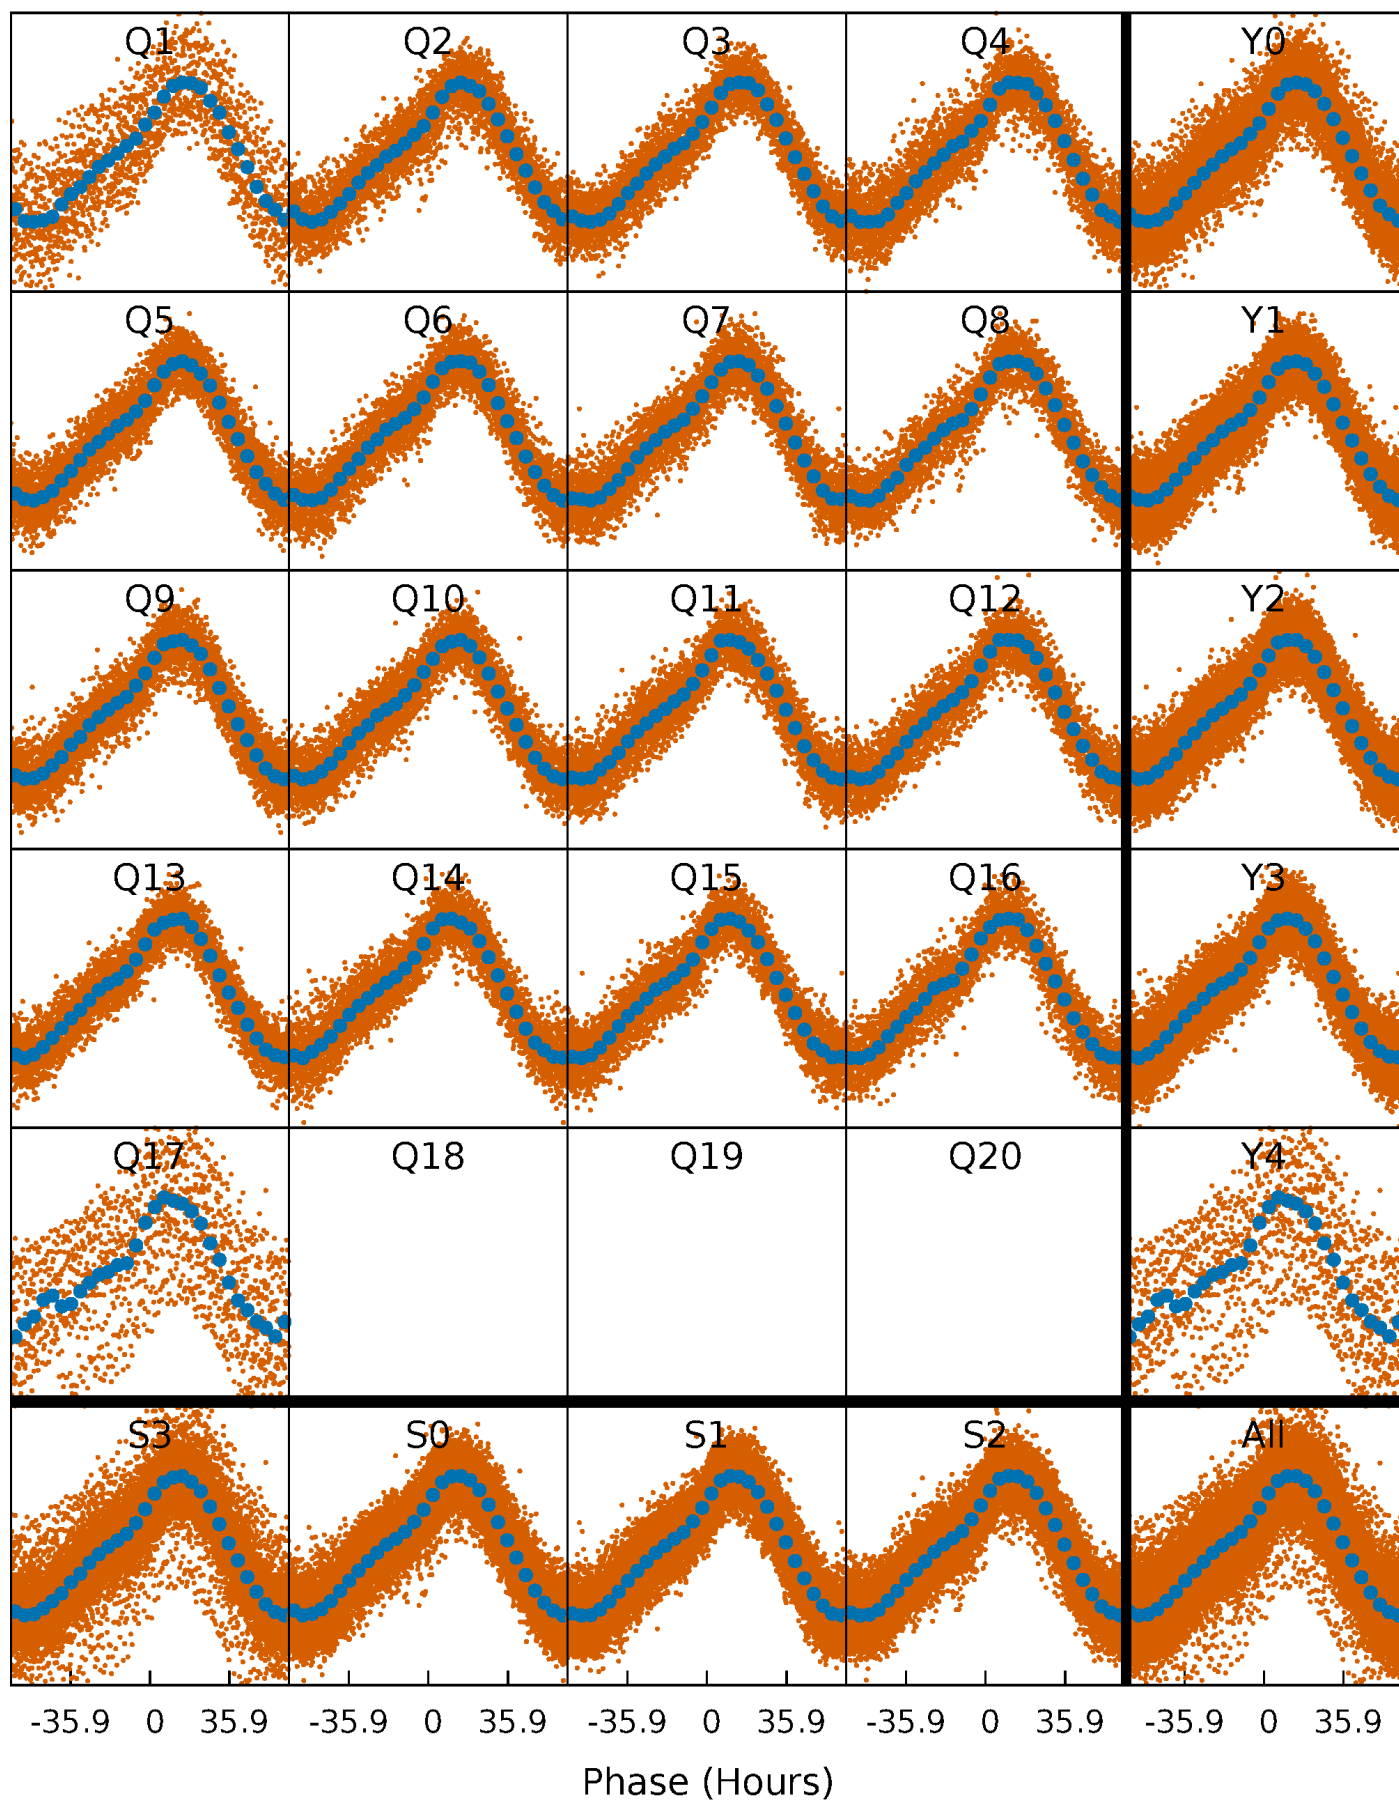 Q1 Q2 Q3 Q4 Y0
Q5 Q6 Q7 Q8 Y1
Q9 Q10 Q11 Q12 Y2
Q13 Q14 Q15 Q16 Y3
Q17 Q18 Q19 Q20 Y4
S3 S0 S1 S2 All
-35.9 0 35.9 -35.9 0 35.9 -35.9 0 35.9 -35.9 0 35.9 -35.9 0 35.9
Phase (Hours)